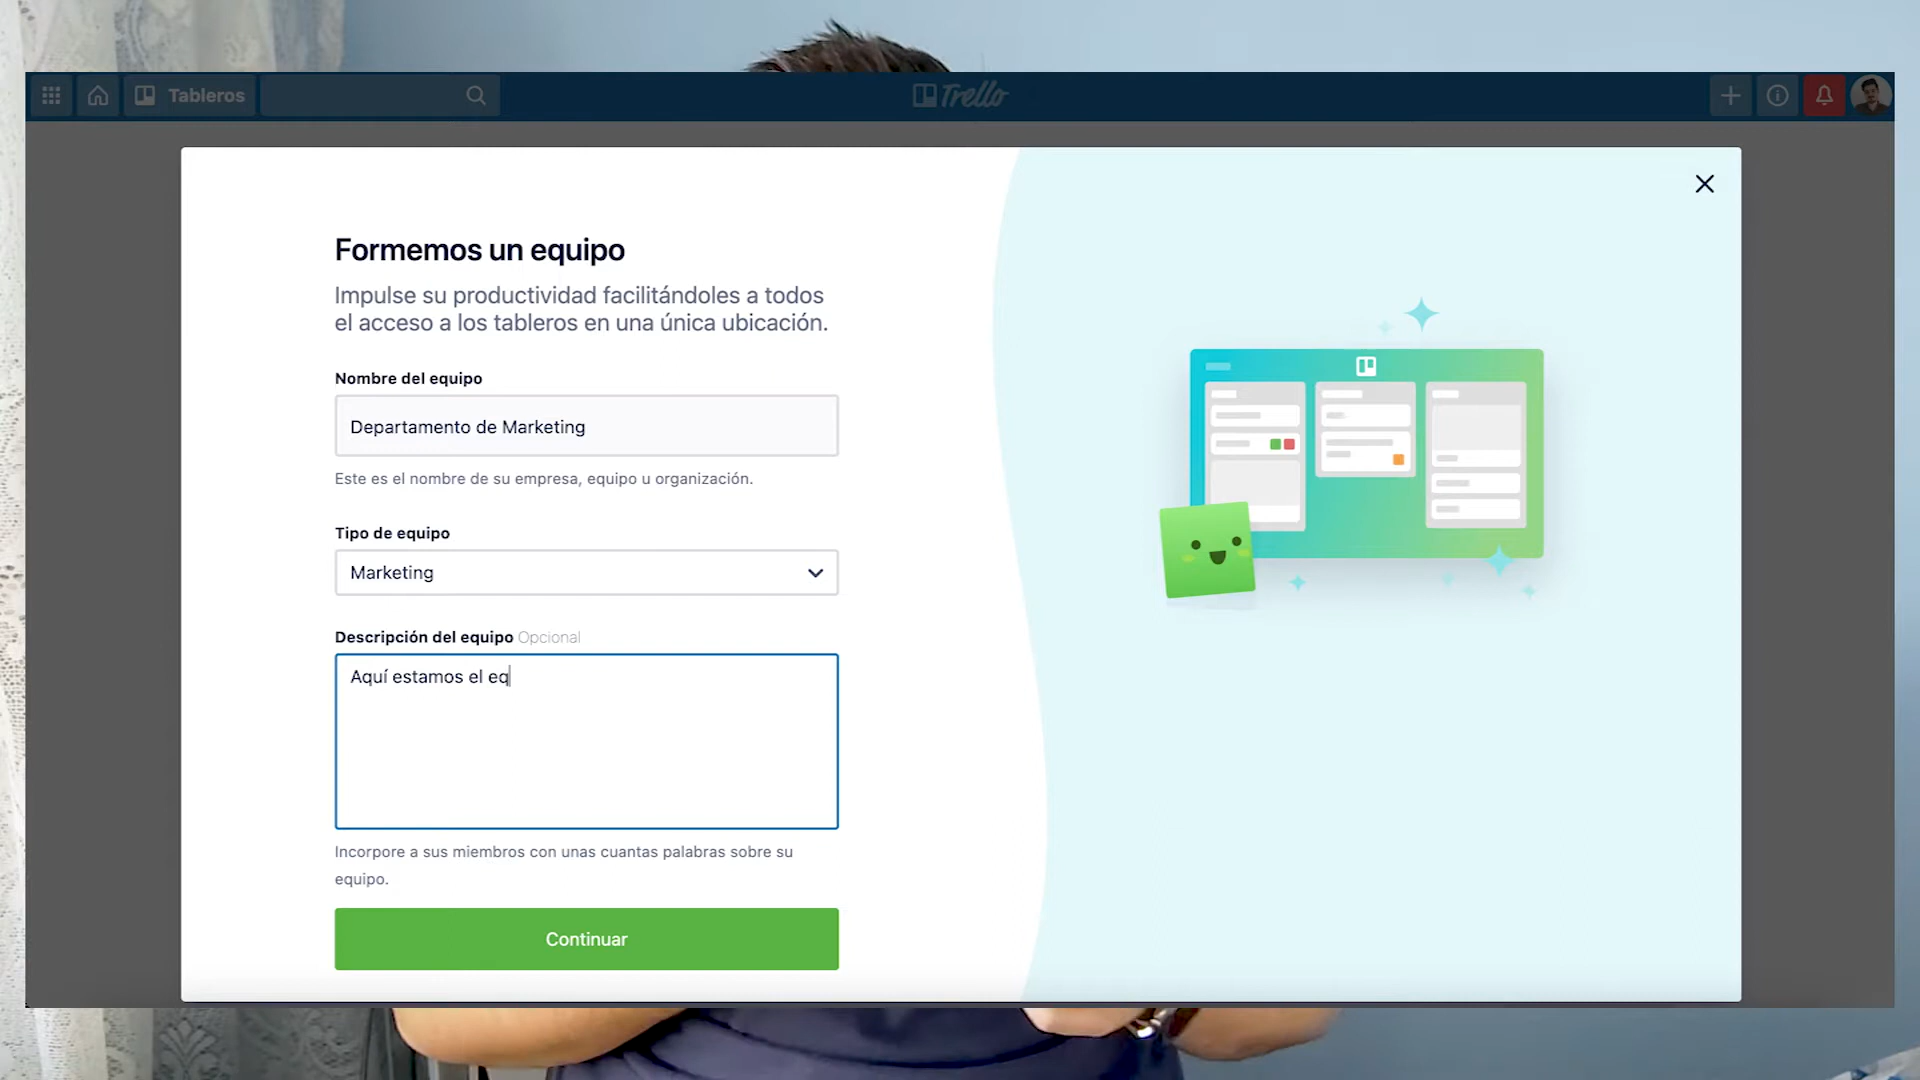 Tableros
Trello
Formemos un equipo
Impulse su productividad facilitándoles a todos
el acceso a los tableros en una única ubicación.
Nombre del equipo
Departamento de Marketing
Este es el nombre de su empresa, equipo u organización.
Tipo de equipo
Marketing
Descripción del equipo Opcional
Aquí estamos el eq
Incorpore a sus miembros con unas cuantas palabras sobre su
equipo.
Continuar